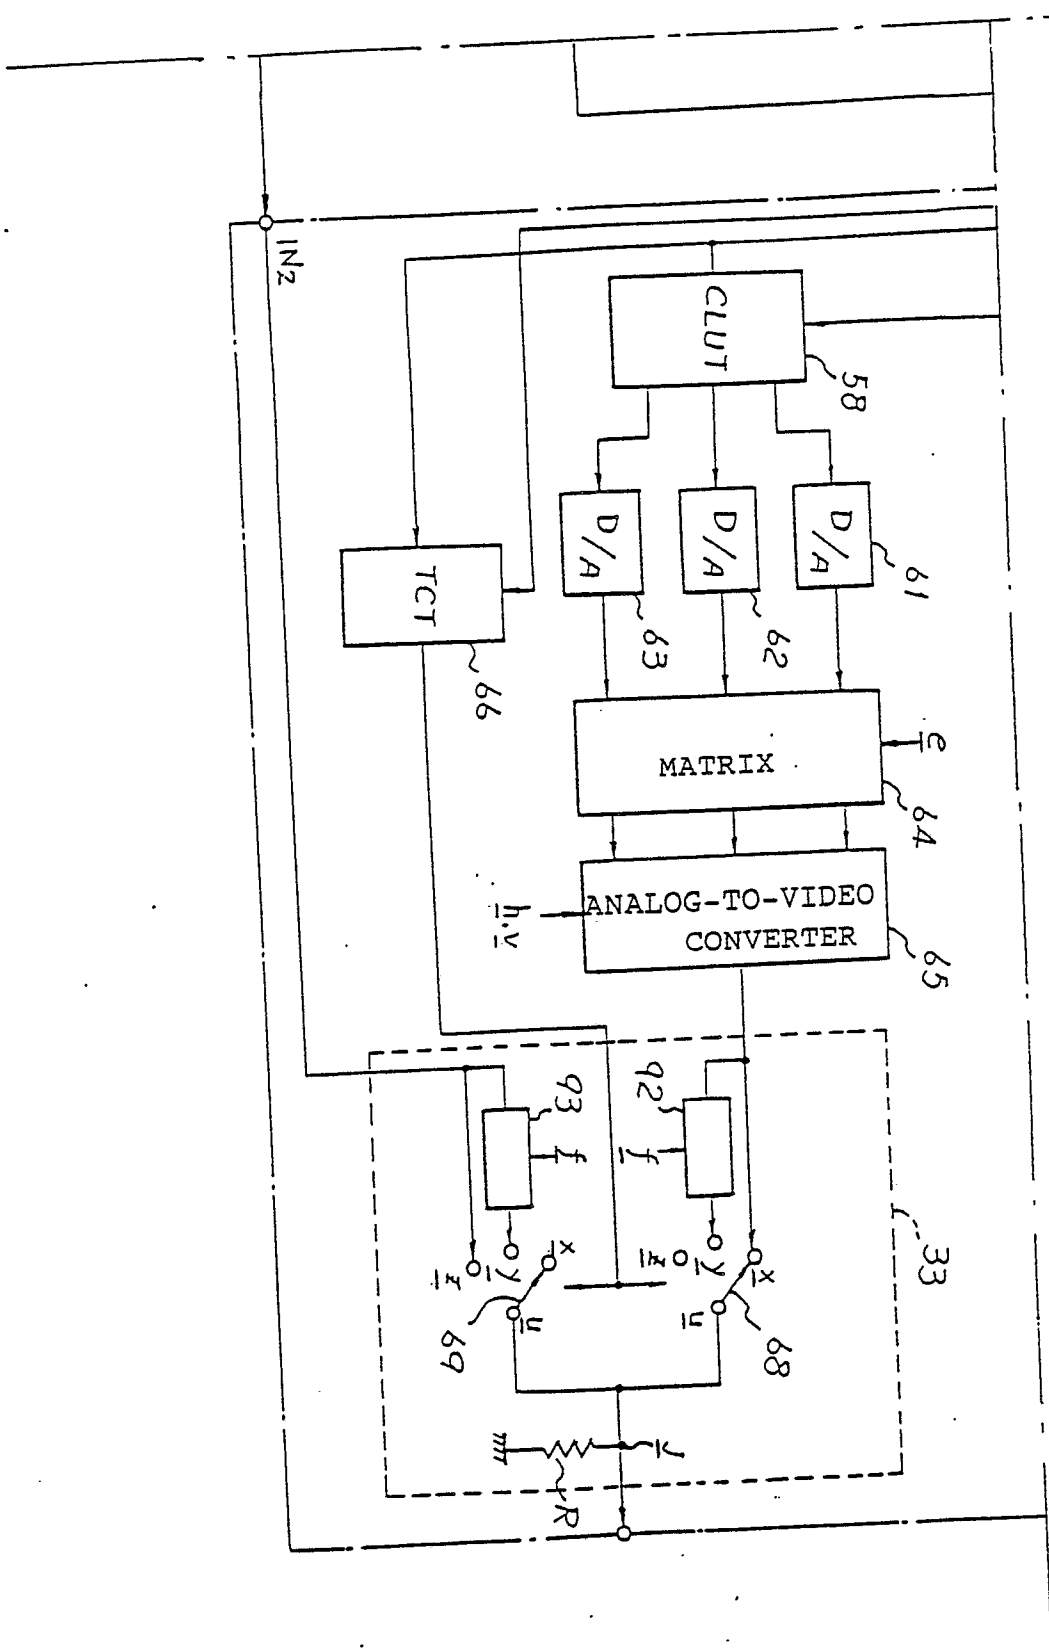 IN2
CLUT
58
D/A
61
D/A
62
D/A
63
TCT
66
e
MATRIX
64
h,v
ANALOG-TO-VIDEO
CONVERTER
65
33
92
f
93
f
x
y
z
u
68
x
y
z
u
69
J
R